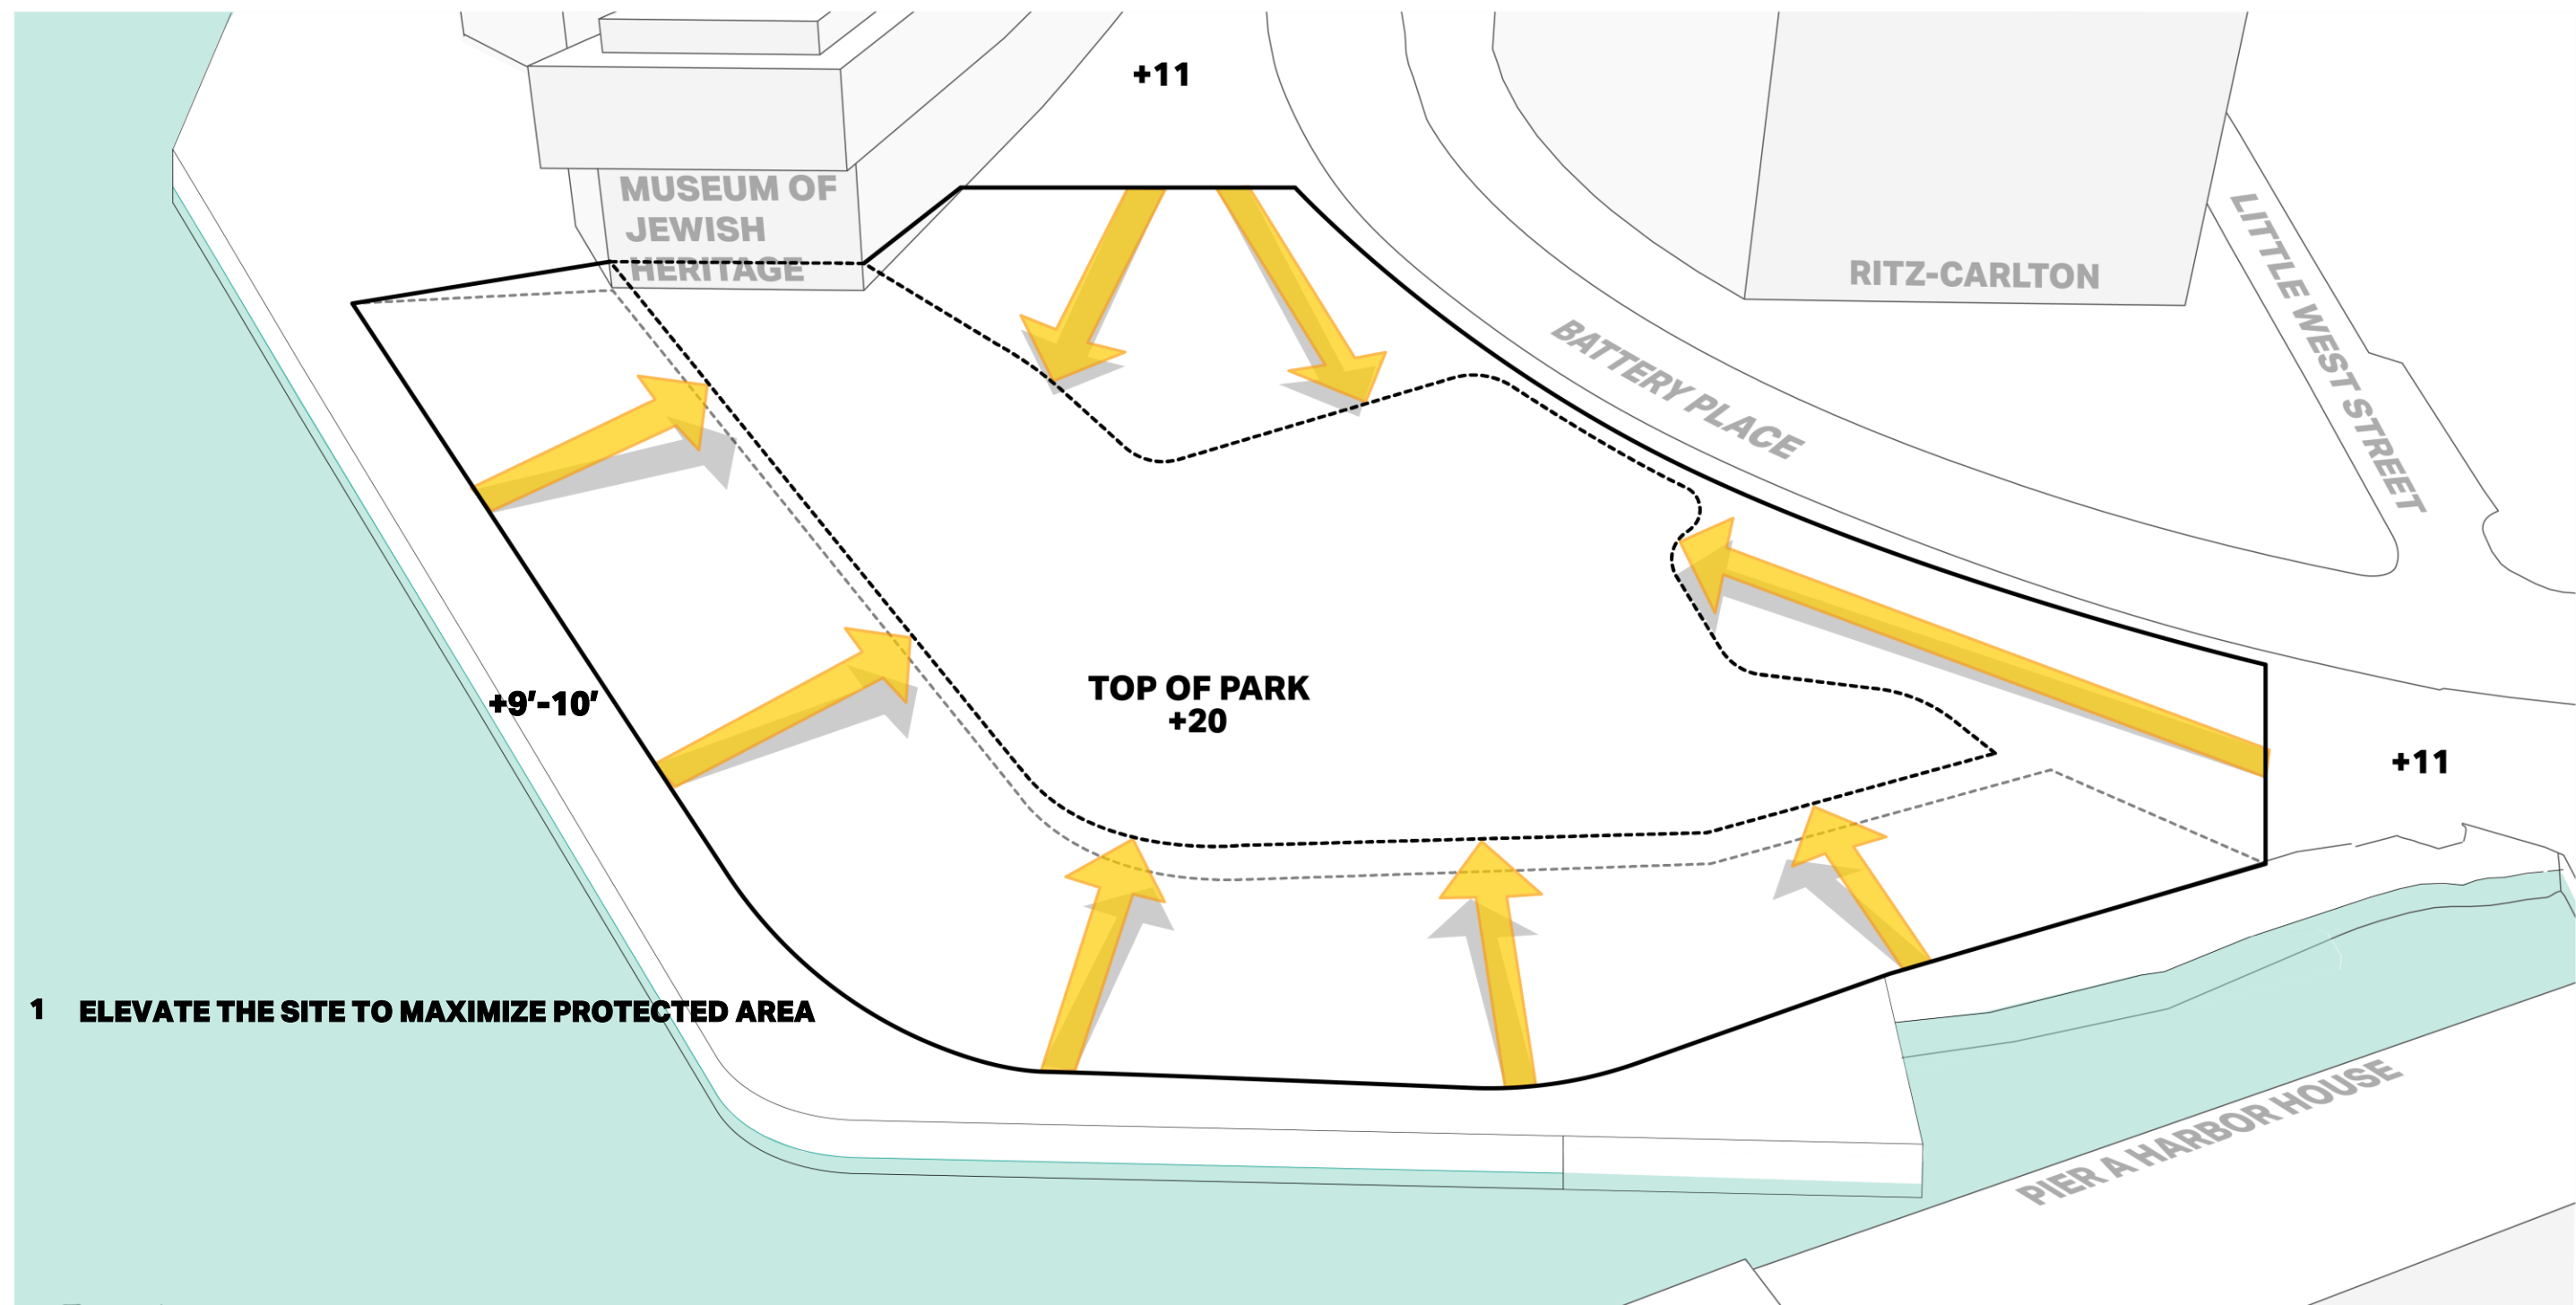 +11
MUSEUM OF
JEWISH
HERITAGE
RITZ-CARLTON
LITTLE WEST STREET
BATTERY PLACE
+9'-10'
TOP OF PARK
+20
+11
1 ELEVATE THE SITE TO MAXIMIZE PROTECTED AREA
PIER A HARBOR HOUSE